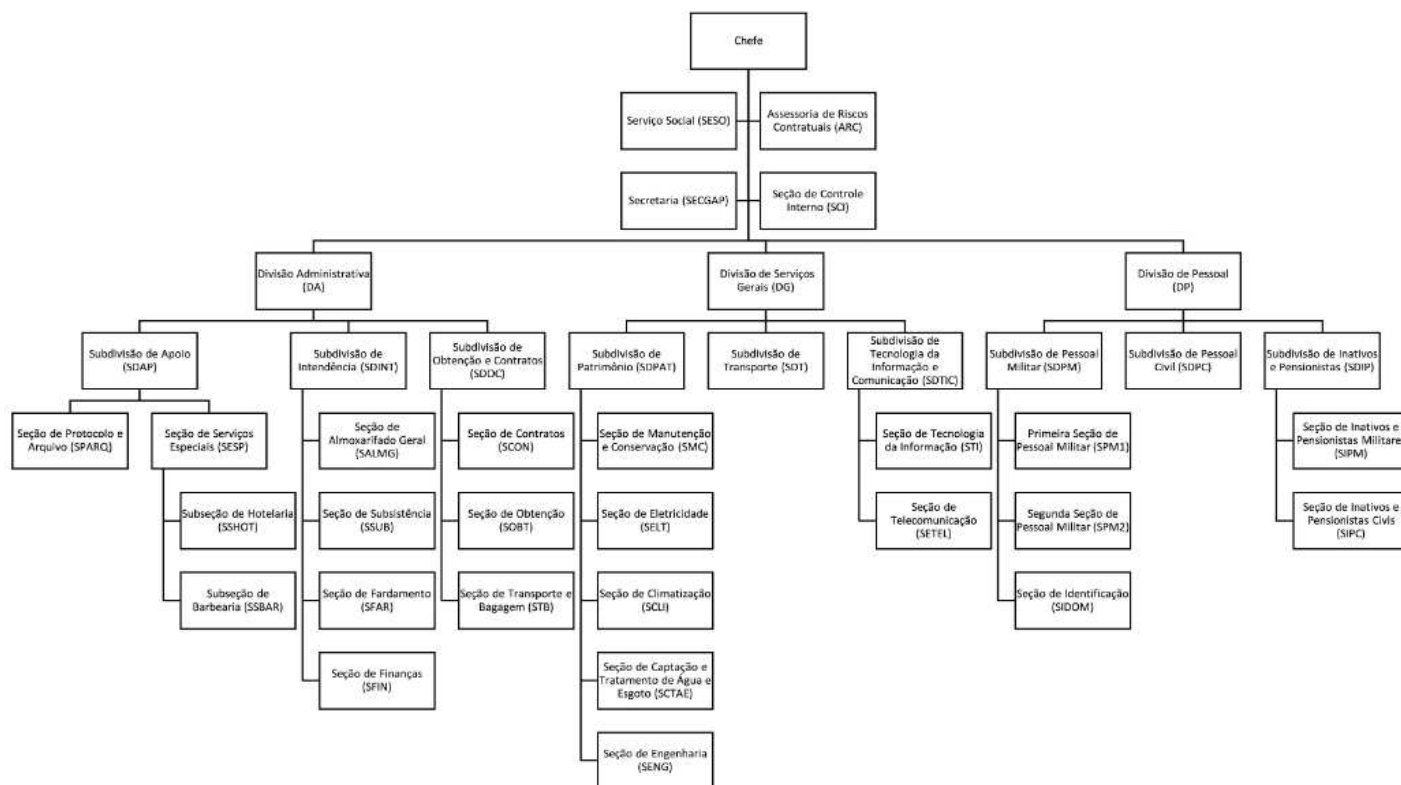 Chefe
Serviço Social (SESO)
Assessoria de Riscos
Contratuais (ARC)
Secretaria (SECGAP)
Seção de Controle
Interno (SCI)
Divisão Administrativa
(DA)
Divisão de Serviços
Gerais (DG)
Divisão de Pessoal
(DP)
Subdivisão de Apoio
(SDAP)
Subdivisão de
Intendência (SDINT)
Subdivisão de
Obtenção e Contratos
(SDOC)
Subdivisão de
Patrimônio (SDPAT)
Subdivisão de
Transporte (SDT)
Subdivisão de
Tecnologia da
Informação e
Comunicação (SDTIC)
Subdivisão de Pessoal
Militar (SDPM)
Subdivisão de Pessoal
Civil (SDPC)
Subdivisão de Inativos
e Pensionistas (SDIP)
Seção de Protocolo e
Arquivo (SPARQ)
Seção de Serviços
Especiais (SESP)
Seção de
Almoxarifado Geral
(SALMG)
Seção de Contratos
(SCON)
Seção de Manutenção
e Conservação (SMC)
Seção de Tecnologia
da Informação (STI)
Primeira Seção de
Pessoal Militar (SPM1)
Seção de Inativos e
Pensionistas Militare
(SIPM)
Subseção de Hotelaria
(SSHOT)
Seção de Subsistência
(SSUB)
Seção de Obtenção
(SOBT)
Seção de Eletricidade
(SELT)
Seção de
Telecomunicação
(SETEL)
Segunda Seção de
Pessoal Militar (SPM2)
Seção de Inativos e
Pensionistas Civis
(SIPC)
Subseção de
Barbearia (SSBAR)
Seção de Fardamento
(SFAR)
Seção de Transporte e
Bagagem (STB)
Seção de Climatização
(SCLI)
Seção de Identificação
(SIDOM)
Seção de Finanças
(SFIN)
Seção de Captação e
Tratamento de Água e
Esgoto (SCTAE)
Seção de Engenharia
(SENG)